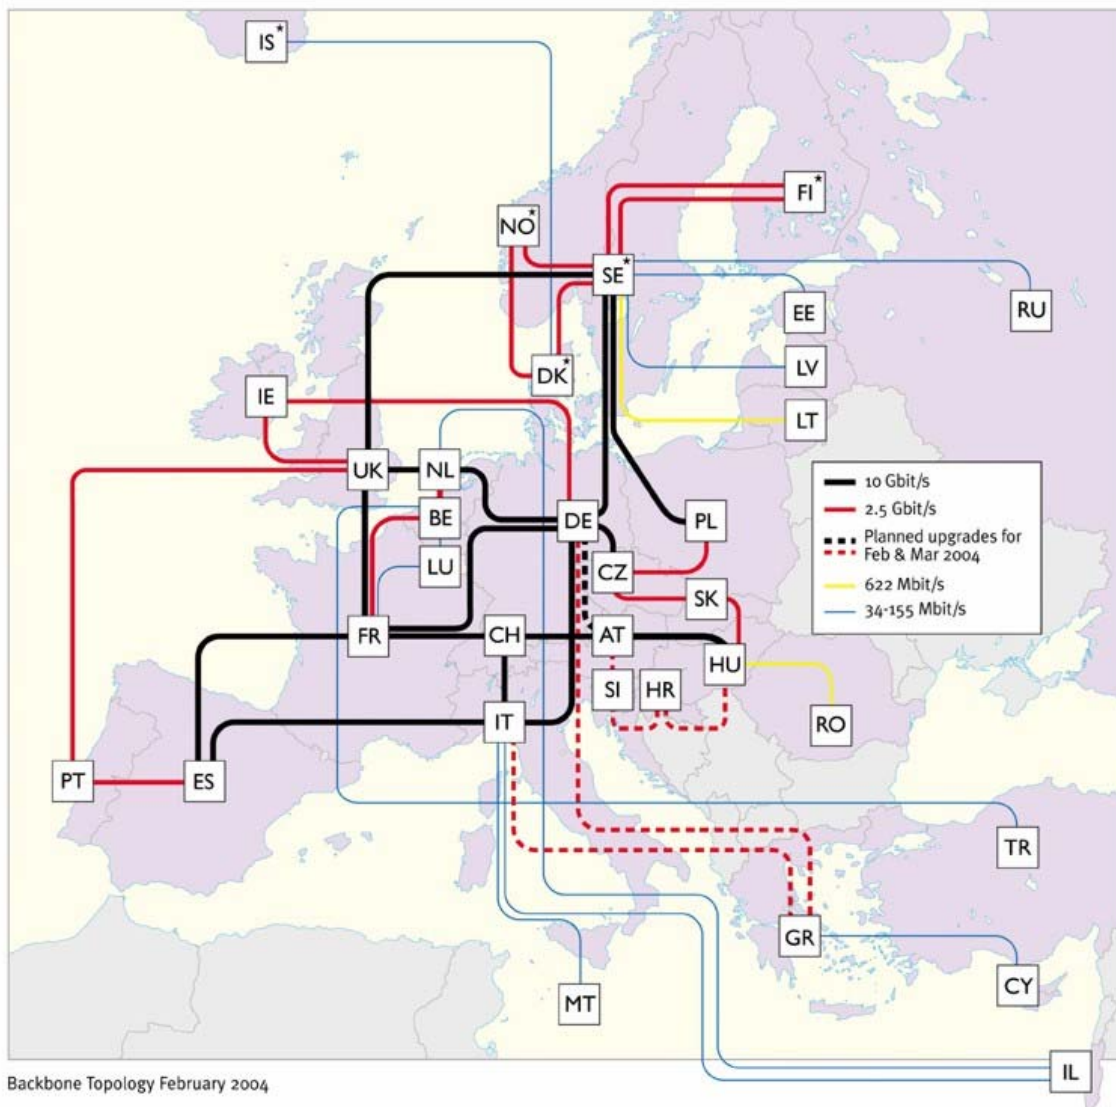 IS*
FI*
NO*
SE*
RU
EE
DK*
LV
IE
LT
UK
NL
10 Gbit/s
2.5 Gbit/s
BE
DE
PL
Planned upgrades for
Feb & Mar 2004
LU
CZ
622 Mbit/s
SK
34-155 Mbit/s
FR
CH
AT
HU
SI
HR
IT
RO
PT
ES
TR
GR
CY
MT
IL
Backbone Topology February 2004